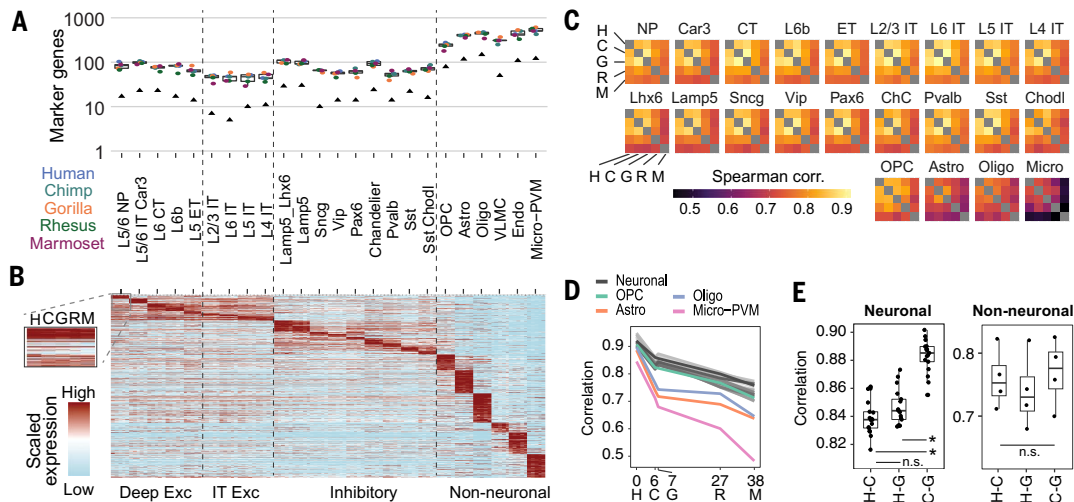 A
1000
100
10
1
Marker genes
Human
Chimp
Gorilla
Rhesus
Marmoset
L5/6 NP
L5/6 IT Car3
L6 CT
L6b
L5 ET
L2/3 IT
L6 IT
L5 IT
L4 IT
Lamp5_Lhx6
Lamp5
Sncg
Vip
Pax6
Chandelier
Pvalb
Sst
Sst_Chodl
OPC
Astro
Oligo
VLMC
Endo
Micro-PVM
B
HCGRM
High
Low
Scaled
expression
Deep Exc IT Exc Inhibitory Non-neuronal
C
H
C
G
R
M
NP Car3 CT L6b ET L2/3 IT L6 IT L5 IT L4 IT
Lhx6 Lamp5 Sncg Vip Pax6 ChC Pvalb Sst Chodl
H C G R M
OPC Astro Oligo Micro
Spearman corr.
0.5 0.6 0.7 0.8 0.9
D
Neuronal
OPC
Astro
Oligo
Micro-PVM
Correlation
0.9
0.8
0.7
0.6
0.5
0 6 7 27 38
H C G R M
E
Neuronal Non-neuronal
Correlation
0.90
0.88
0.86
0.84
0.82
*
*
n.s.
H-C
H-G
C-G
0.8
0.7
n.s.
H-C
H-G
C-G